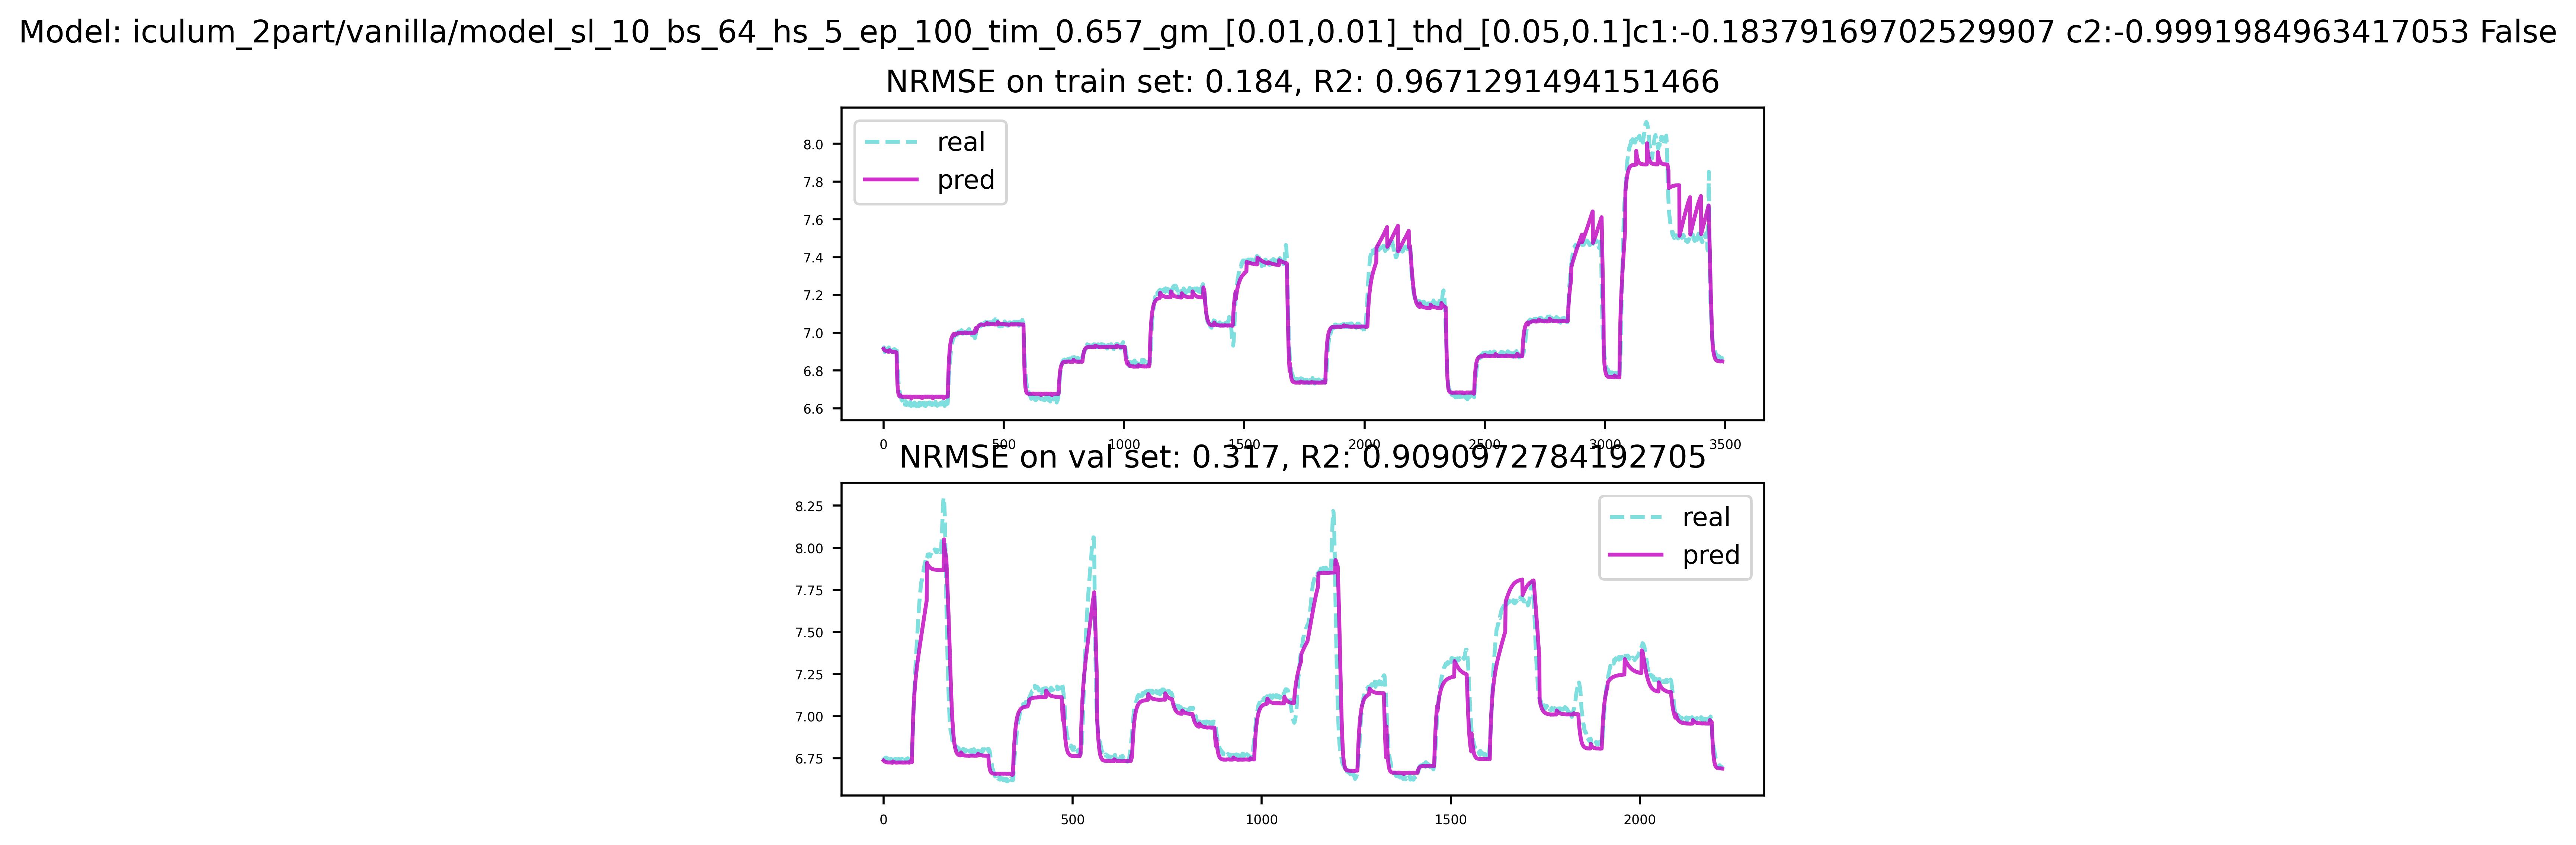 Model: iculum_2part/vanilla/model_sl_10_bs_64_hs_5_ep_100_tim_0.657_gm_[0.01,0.01]_thd_[0.05,0.1]c1:-0.18379169702529907 c2:-0.9991984963417053 False
NRMSE on train set: 0.184, R2: 0.9671291494151466
real
pred
8.0
7.8
7.6
7.4
7.2
7.0
6.8
6.6
0 500 1000 1500 2000 2500 3000 3500
NRMSE on val set: 0.317, R2: 0.9090972784192705
real
pred
8.25
8.00
7.75
7.50
7.25
7.00
6.75
0 500 1000 1500 2000